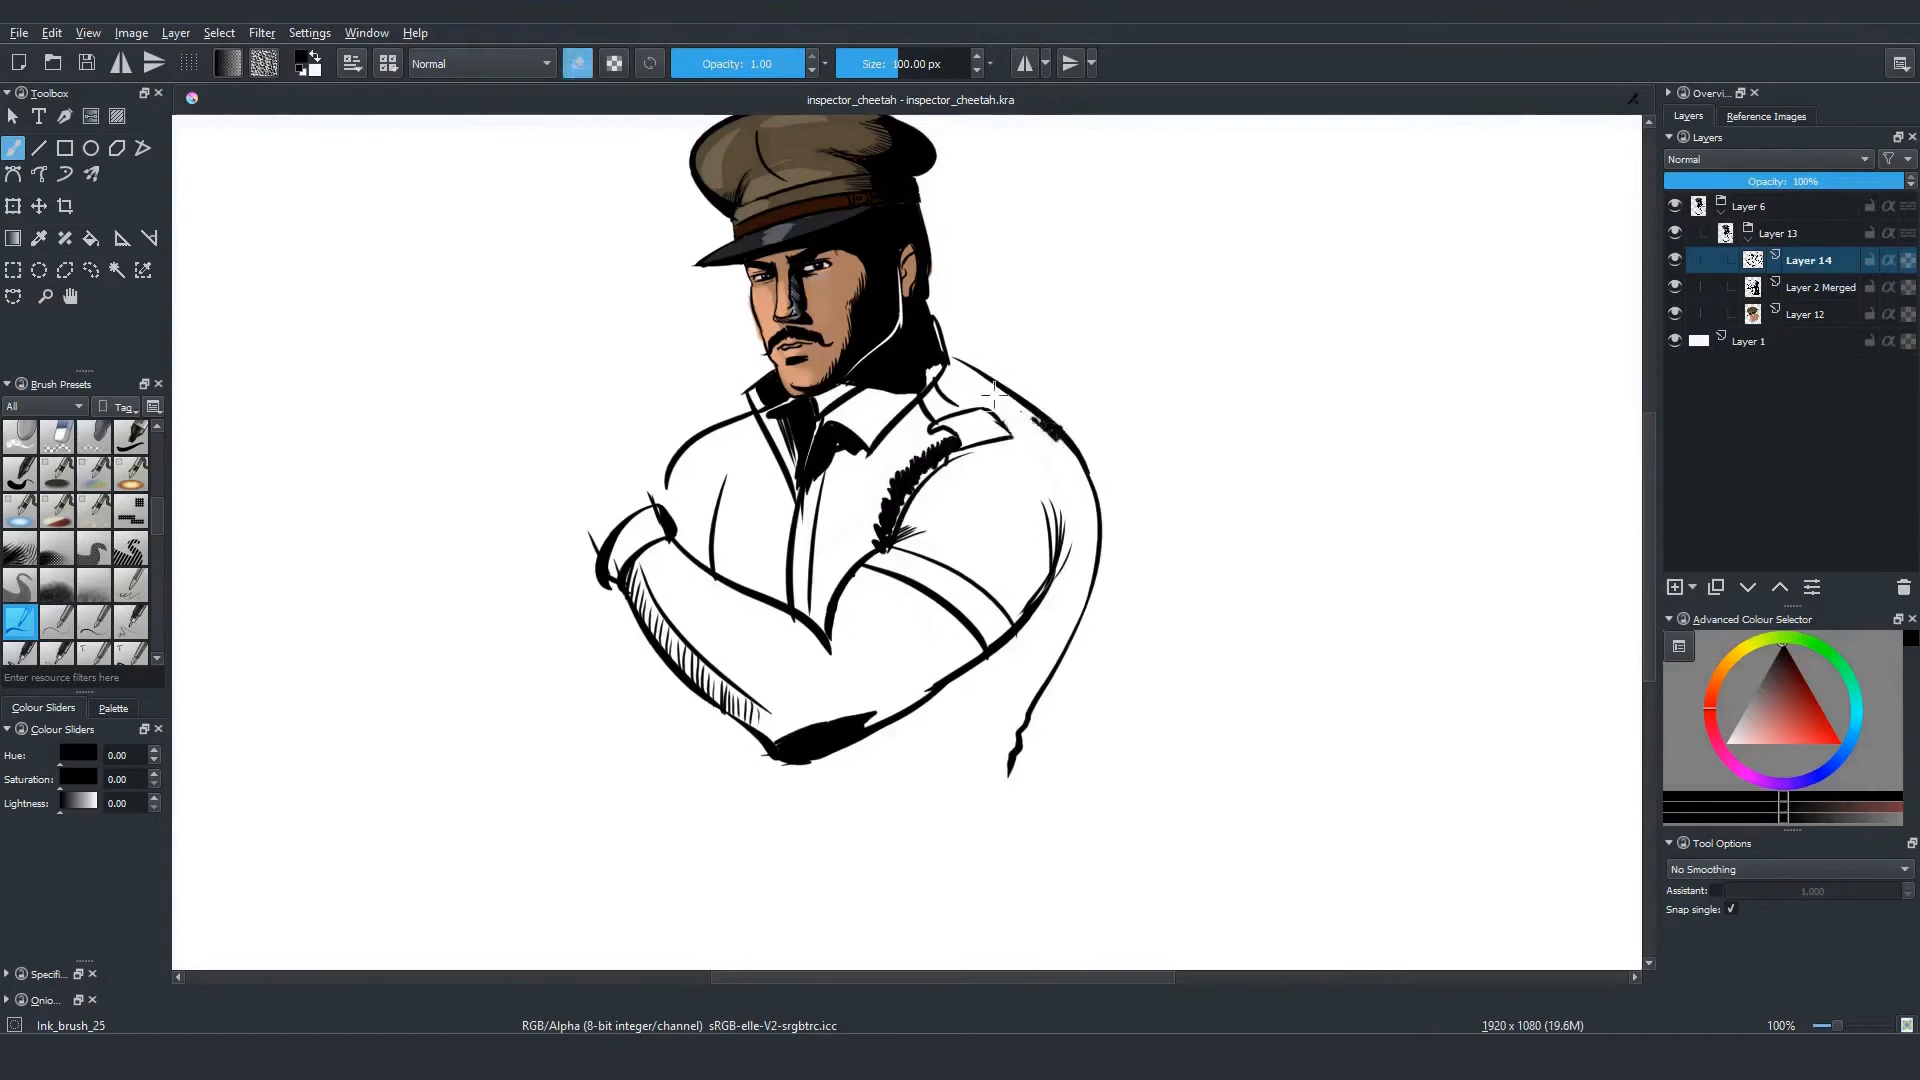 File Edit View Image Layer Select Filter Settings Window Help
Normal Opacity: 1.00 Size: 100.00 px
Toolbox
inspector_cheetah - inspector_cheetah.kra
Overvi...
Layers Reference Images
Layers
Normal
Opacity: 100%
Layer 6
Layer 13
Layer 14
Layer 2 Merged
Layer 12
Layer 1
Brush Presets
All Tag
Enter resource filters here
Colour Sliders Palette
Colour Sliders
Hue: 0.00
Saturation: 0.00
Lightness: 0.00
Advanced Colour Selector
Tool Options
No Smoothing
Assistant: 1,000
Snap single:
Specifi...
Onio...
Ink_brush_25 RGB/Alpha (8-bit integer/channel) sRGB-elle-V2-srgbtrc.icc 1920 x 1080 (19.6M) 100%